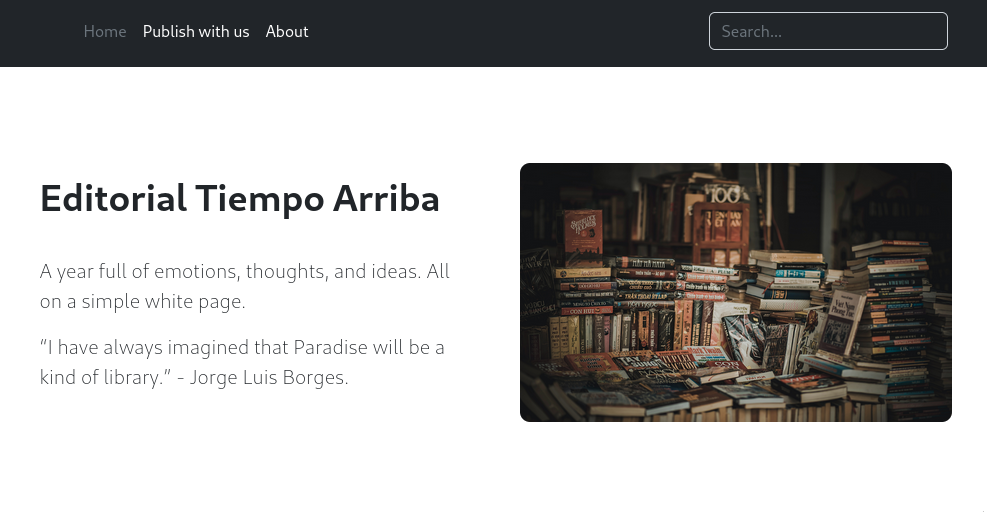 Home Publish with us About Search...
Editorial Tiempo Arriba
A year full of emotions, thoughts, and ideas. All
on a simple white page.
“I have always imagined that Paradise will be a
kind of library.” - Jorge Luis Borges.
100